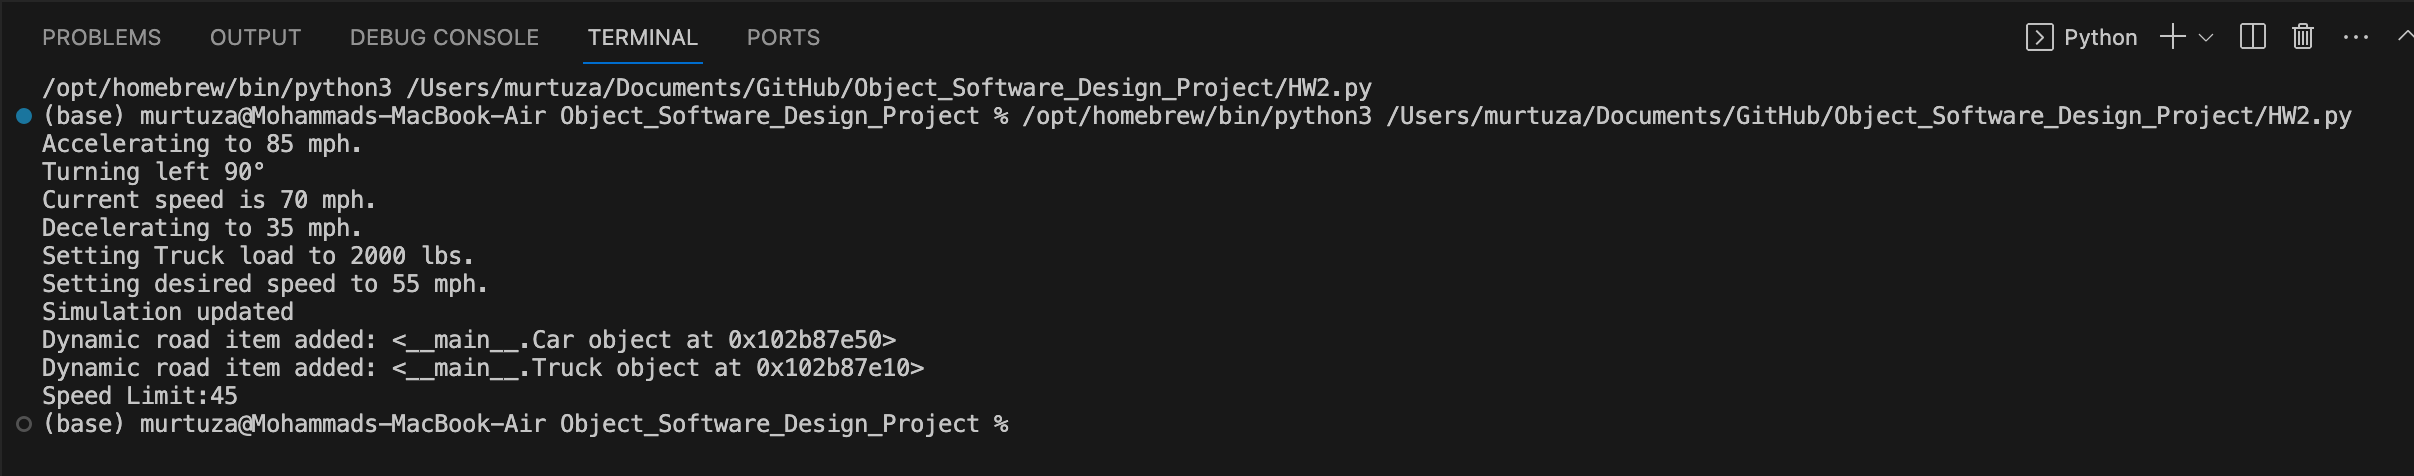 PROBLEMS OUTPUT DEBUG CONSOLE TERMINAL PORTS Python
/opt/homebrew/bin/python3 /Users/murtuza/Documents/GitHub/Object_Software_Design_Project/HW2.py
(base) murtuza@Mohammads-MacBook-Air Object_Software_Design_Project % /opt/homebrew/bin/python3 /Users/murtuza/Documents/GitHub/Object_Software_Design_Project/HW2.py
Accelerating to 85 mph.
Turning left 90°
Current speed is 70 mph.
Decelerating to 35 mph.
Setting Truck load to 2000 lbs.
Setting desired speed to 55 mph.
Simulation updated
Dynamic road item added: <__main__.Car object at 0x102b87e50>
Dynamic road item added: <__main__.Truck object at 0x102b87e10>
Speed Limit:45
(base) murtuza@Mohammads-MacBook-Air Object_Software_Design_Project %